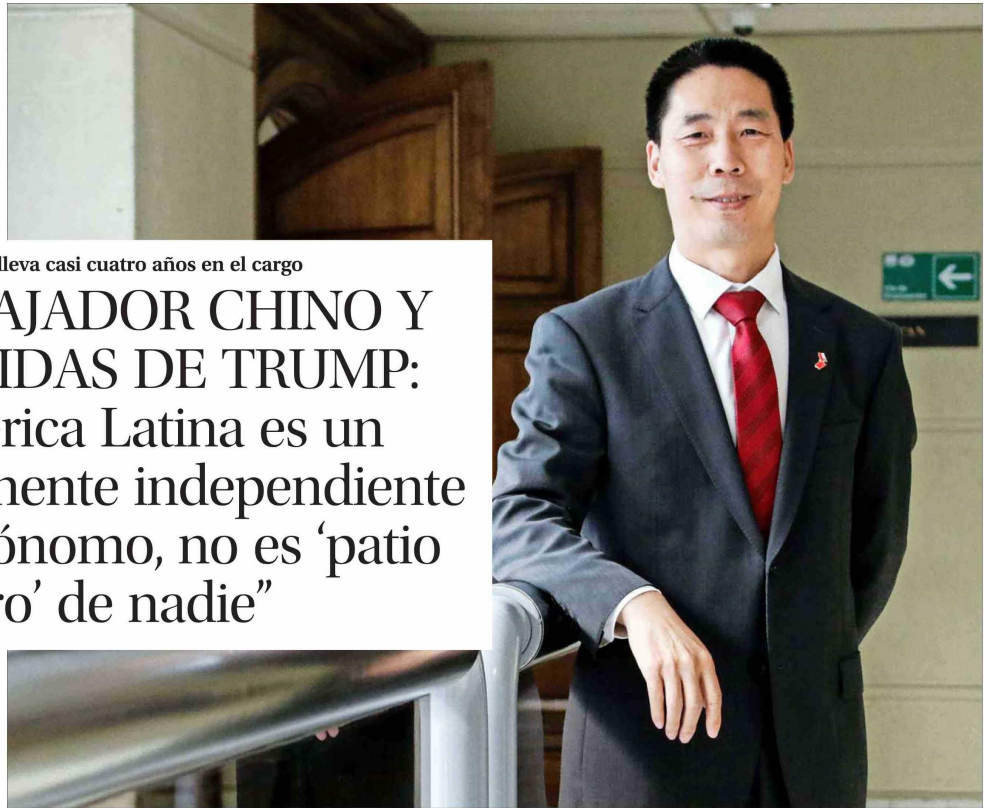 lleva casi cuatro años en el cargo
AJADOR CHINO Y
IDAS DE TRUMP:
rica Latina es un
nente independiente
ónomo, no es ‘patio
ro’ de nadie”